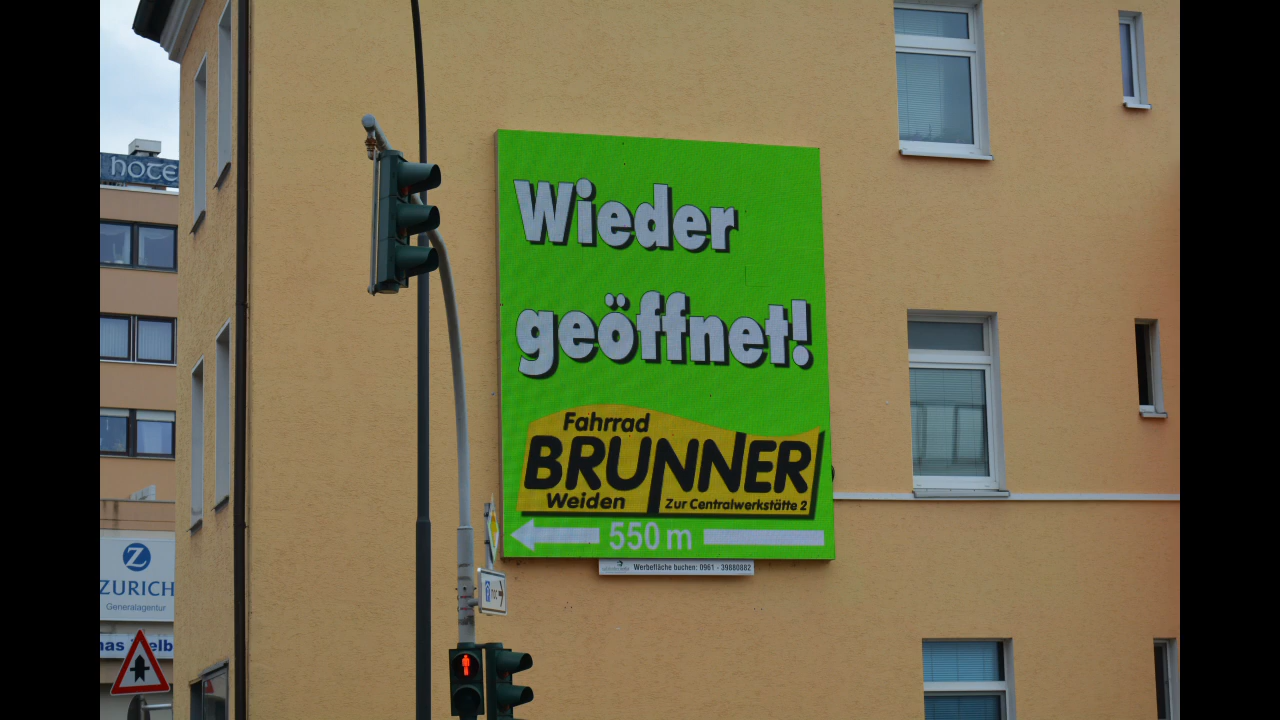 HOTE
Wieder
geöffnet!
Fahrrad
BRUNNER
Weiden
Zur Centralwerkstätte 2
550 m
Werbefläche buchen: 0961 - 39880882
Z
ZURICH
Generalagentur